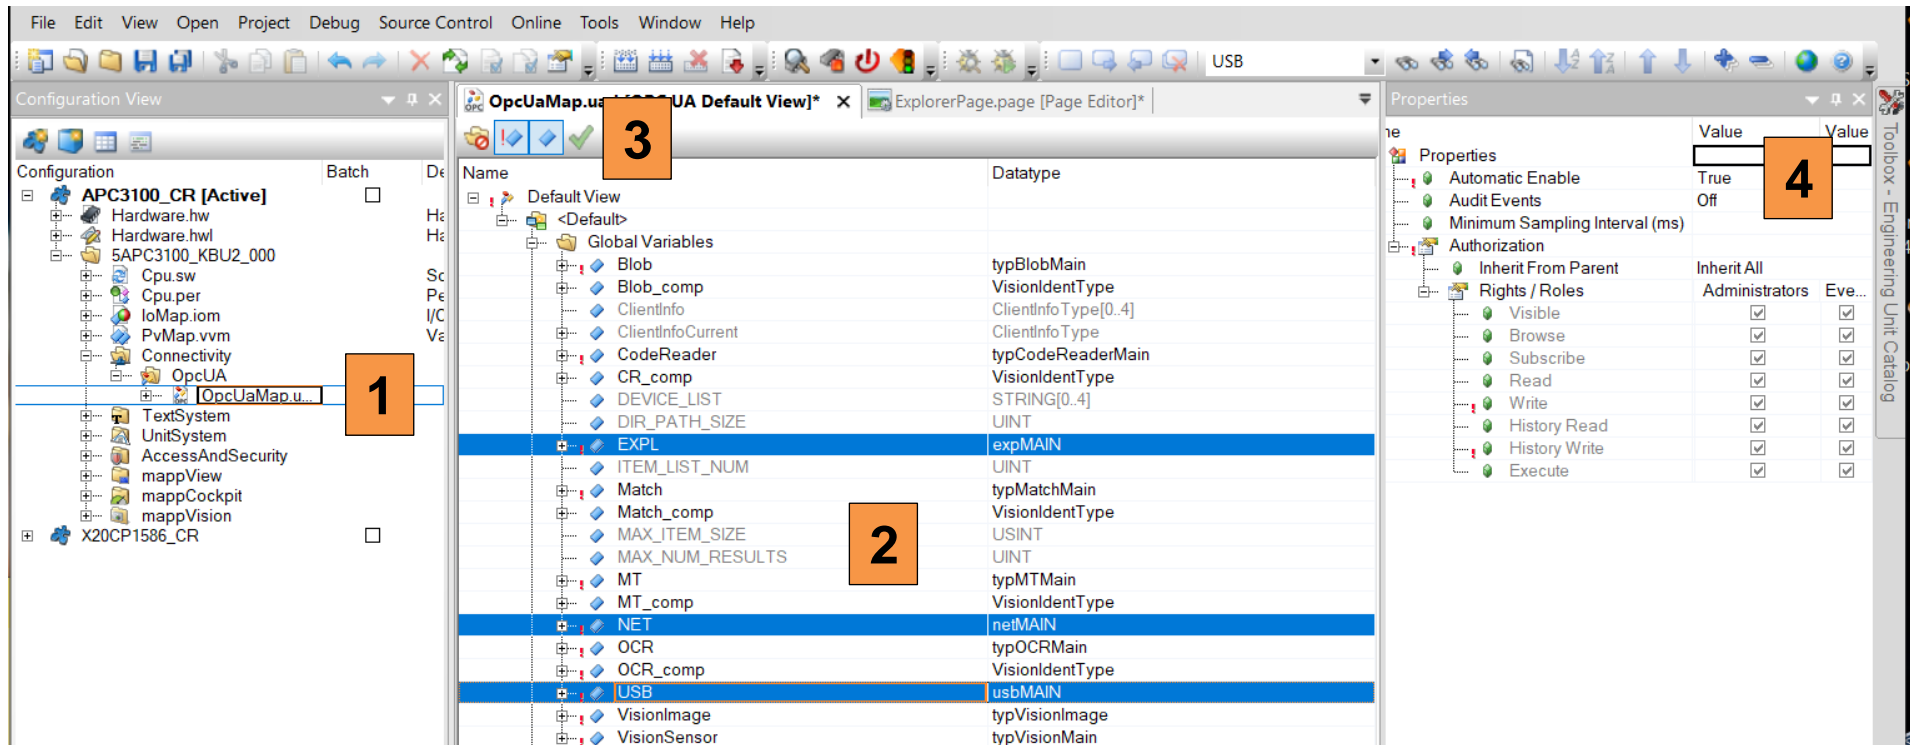 File Edit View Open Project Debug Source Control Online Tools Window Help
USB
Configuration View
OpcUaMap.ua [OPC UA Default View]*
ExplorerPage.page [Page Editor]*
Properties
Configuration Batch De
APC3100_CR [Active]
Hardware.hw Ha
Hardware.hwl Ha
5APC3100_KBU2_000
Cpu.sw So
Cpu.per Pe
IoMap.iom I/C
PvMap.vvm Va
Connectivity
OpcUA
OpcUaMap.u...
TextSystem
UnitSystem
AccessAndSecurity
mappView
mappCockpit
mappVision
X20CP1586_CR
1
3
Name Datatype
Default View
<Default>
Global Variables
Blob typBlobMain
Blob_comp VisionIdentType
ClientInfo ClientInfoType[0..4]
ClientInfoCurrent ClientInfoType
CodeReader typCodeReaderMain
CR_comp VisionIdentType
DEVICE_LIST STRING[0..4]
DIR_PATH_SIZE UINT
EXPL expMAIN
ITEM_LIST_NUM UINT
Match typMatchMain
Match_comp VisionIdentType
MAX_ITEM_SIZE USINT
MAX_NUM_RESULTS UINT
MT typMTMain
MT_comp VisionIdentType
NET netMAIN
OCR typOCRMain
OCR_comp VisionIdentType
USB usbMAIN
VisionImage typVisionImage
VisionSensor typVisionMain
2
ne Value Value
Properties
Automatic Enable True
Audit Events Off
Minimum Sampling Interval (ms)
Authorization
Inherit From Parent Inherit All
Rights / Roles Administrators Eve...
Visible
Browse
Subscribe
Read
Write
History Read
History Write
Execute
4
Toolbox - Engineering Unit Catalog